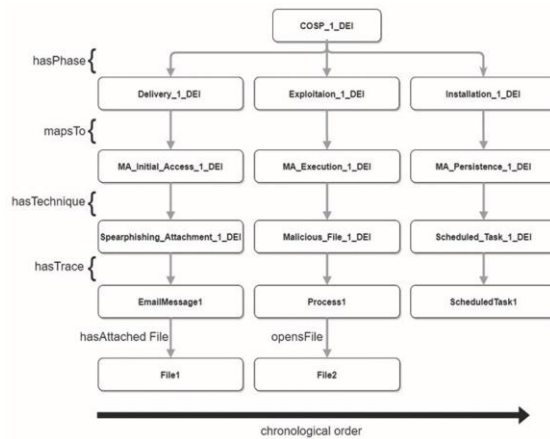 COSP_1_DEI
hasPhase
Delivery_1_DEI
Exploitaion_1_DEI
Installation_1_DEI
mapsTo
MA_Initial_Access_1_DEI
MA_Execution_1_DEI
MA_Persistence_1_DEI
hasTechnique
Spearphishing_Attachment_1_DEI
Malicious_File_1_DEI
Scheduled_Task_1_DEI
hasTrace
EmailMessage1
Process1
ScheduledTask1
hasAttached File
opensFile
File1
File2
chronological order